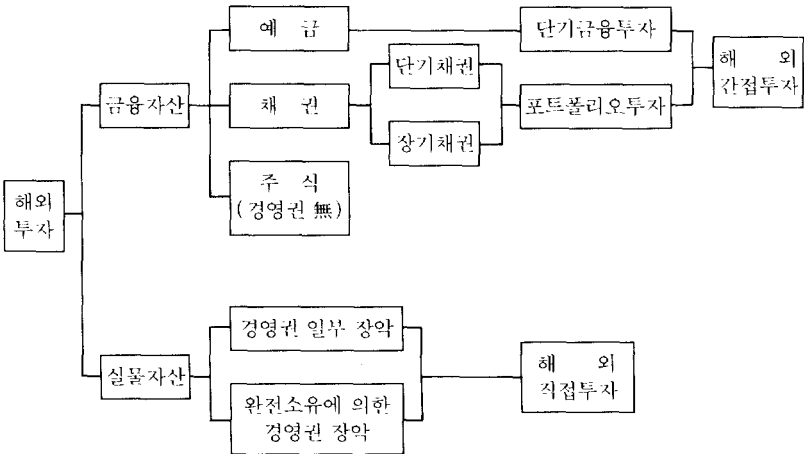 예 금
단기금융투자
해 외
간접투자
단기채권
금융자산
채 권
포트폴리오투자
장기채권
주 식
(경영권 無)
해외
투자
경영권 일부 장악
실물자산
해 외
직접투자
완전소유에 의한
경영권 장악